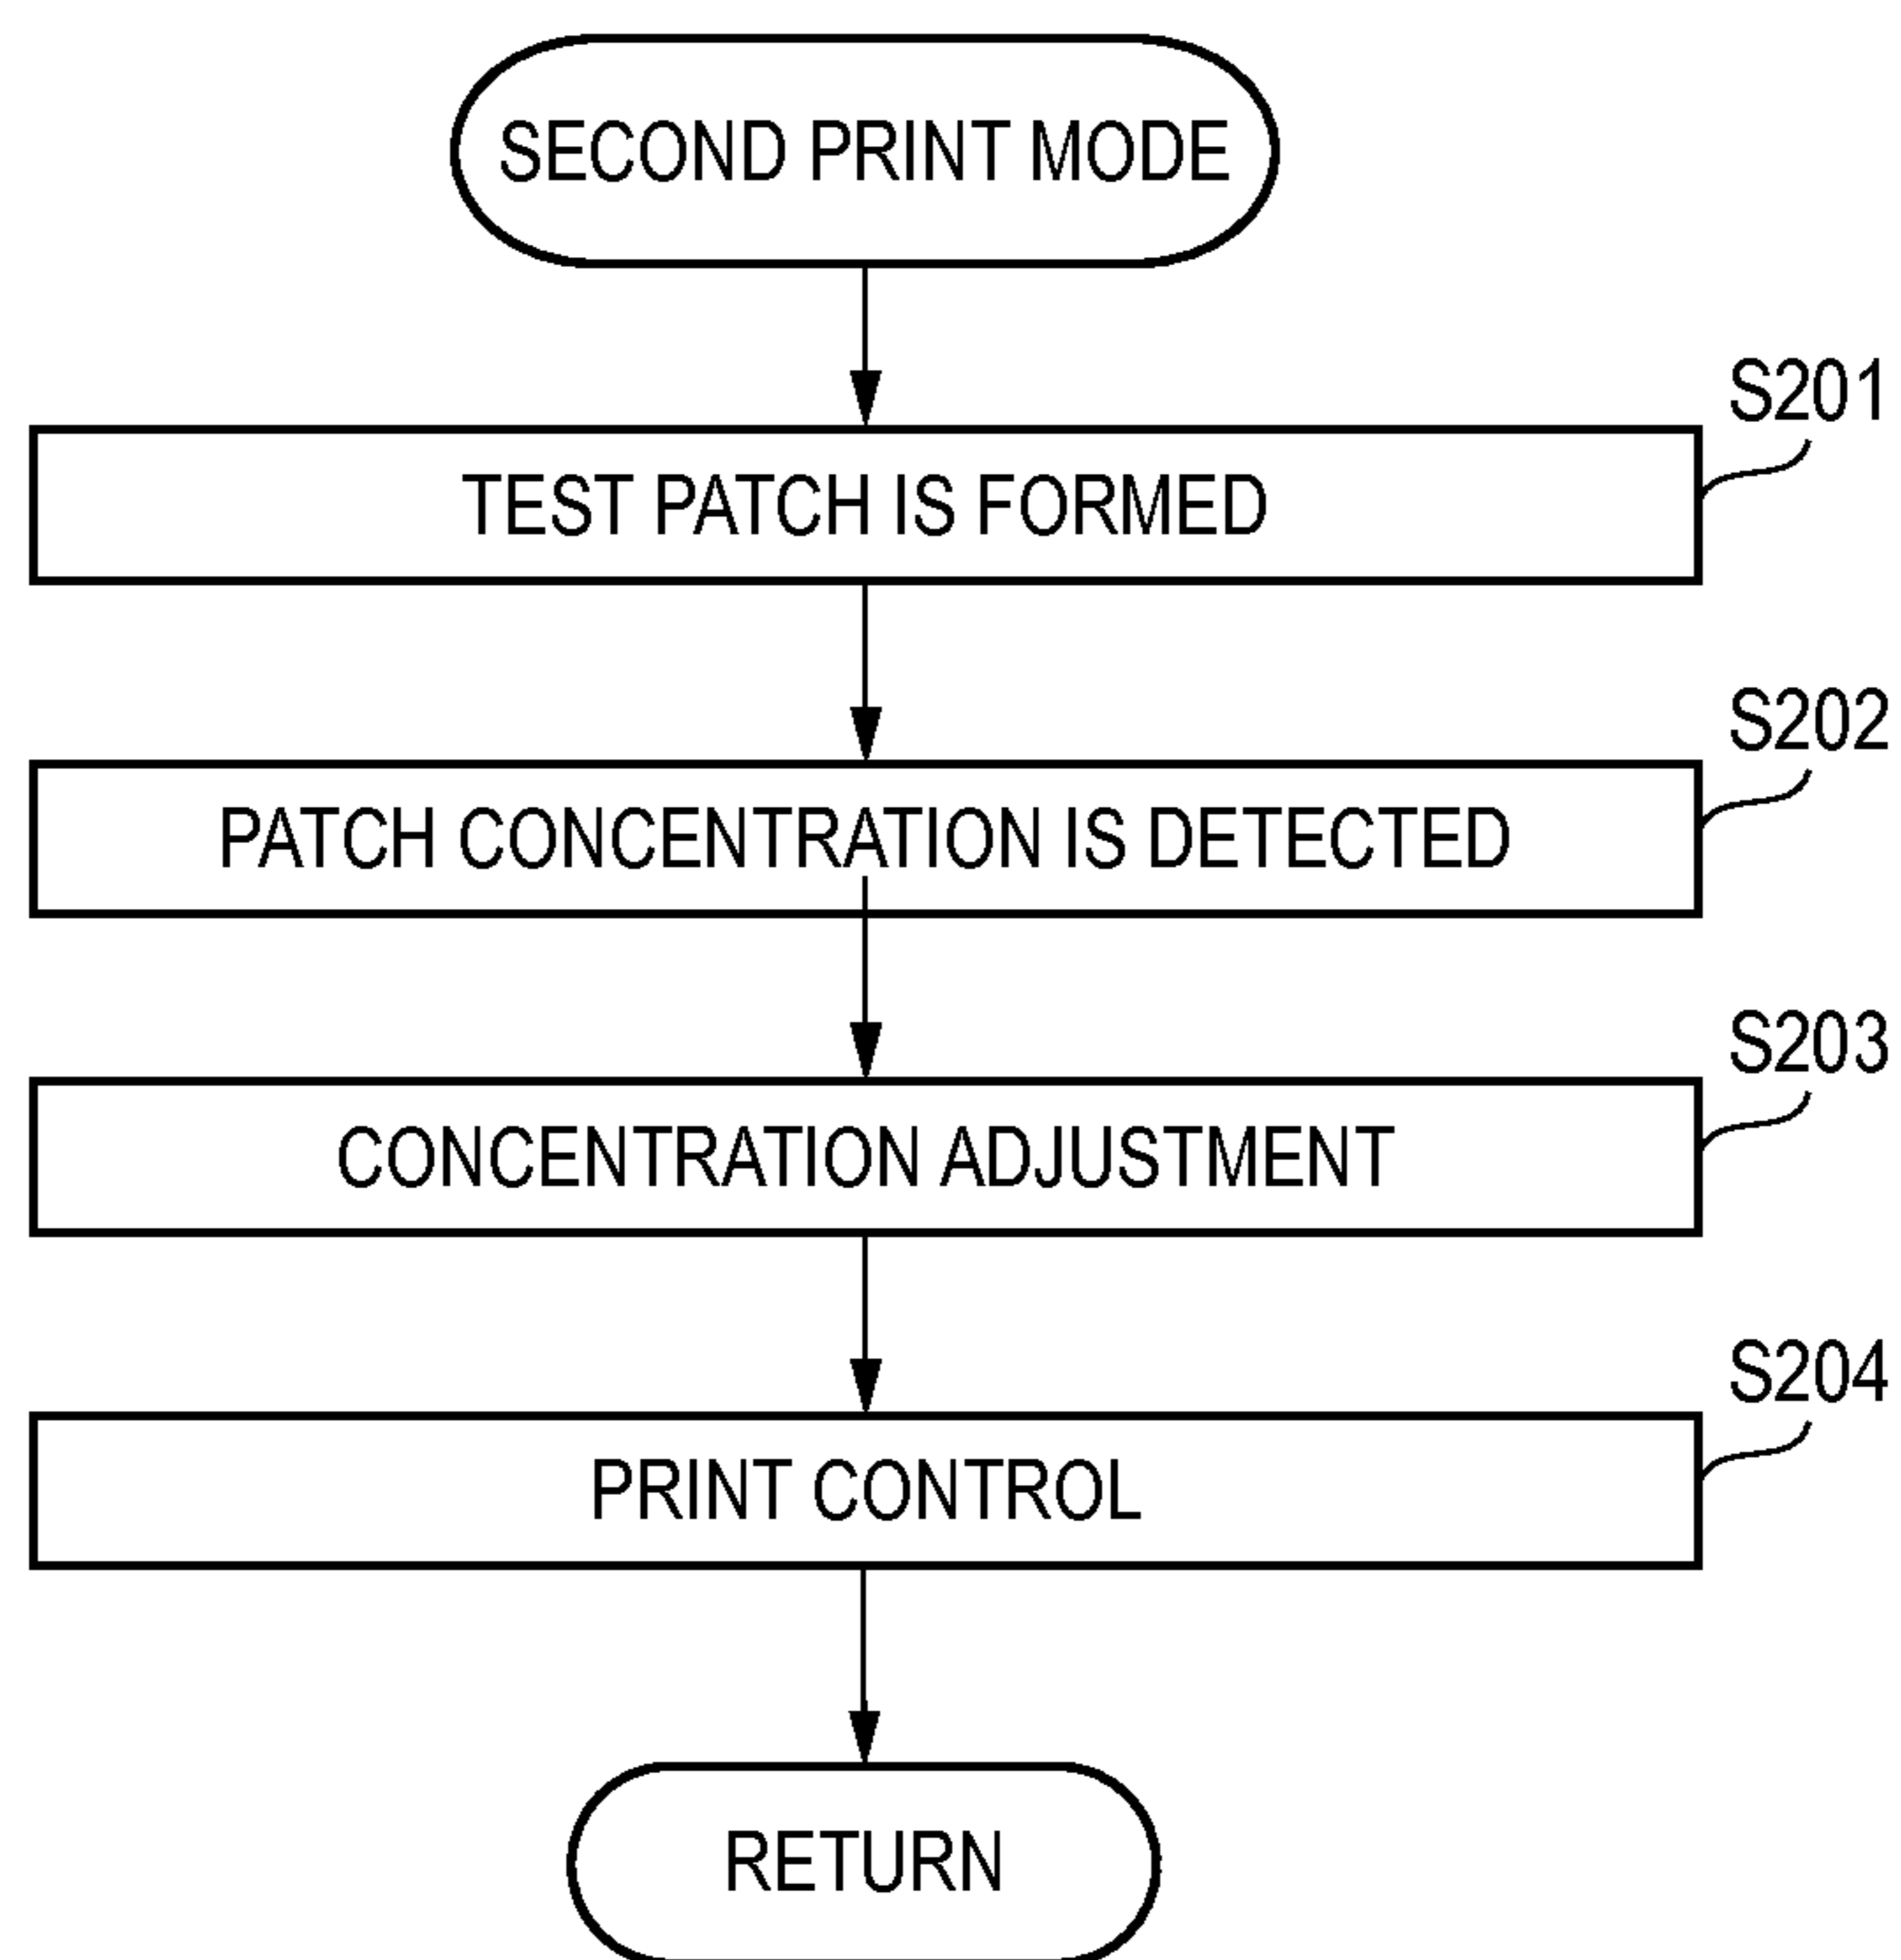 SECOND PRINT MODE
S201
TEST PATCH IS FORMED
S202
PATCH CONCENTRATION IS DETECTED
S203
CONCENTRATION ADJUSTMENT
S204
PRINT CONTROL
RETURN